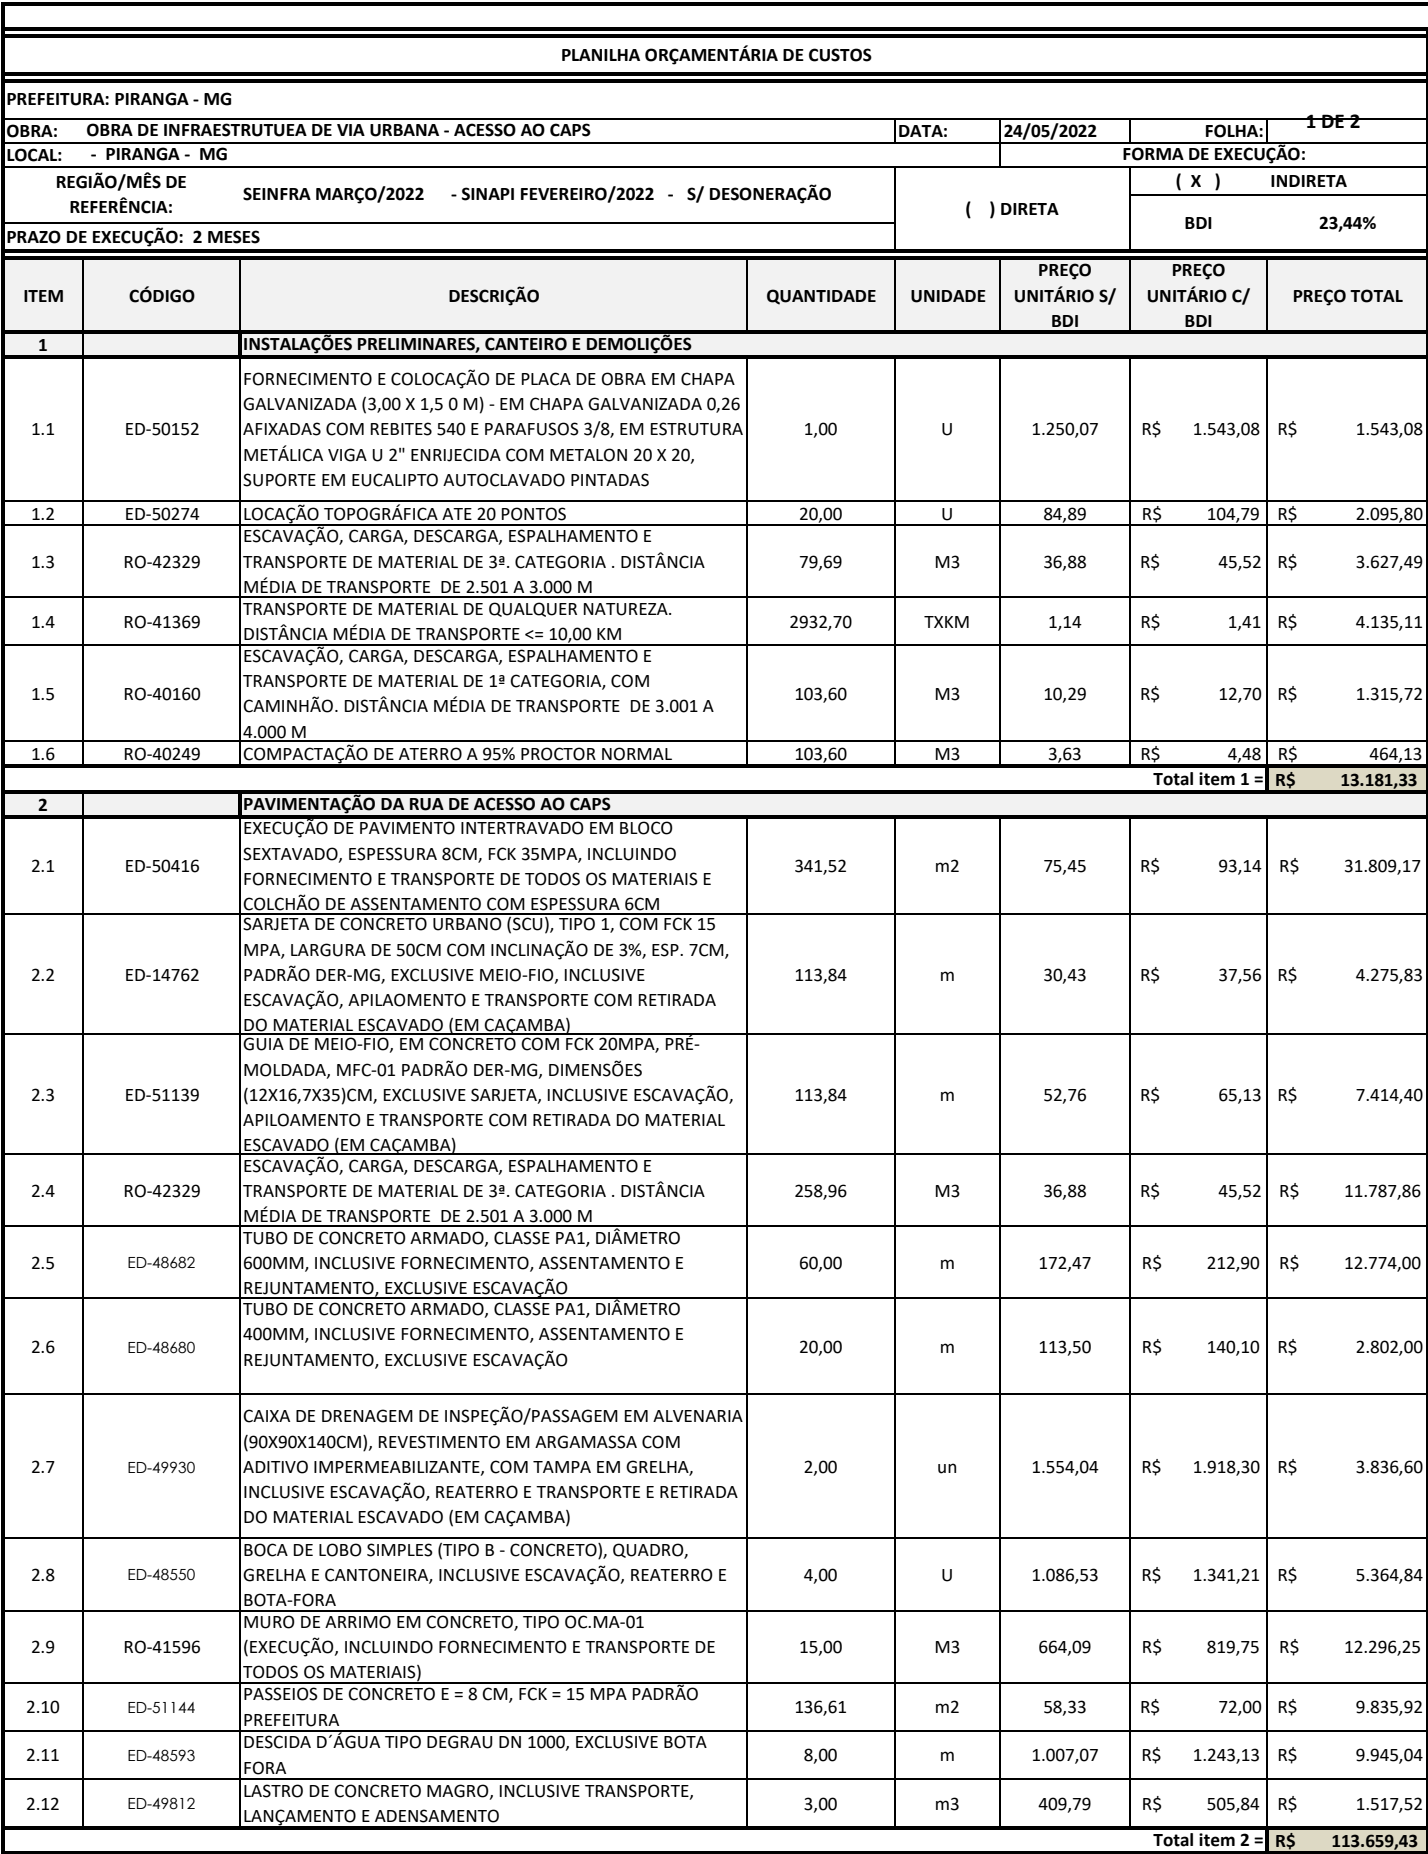 PLANILHA ORÇAMENTÁRIA DE CUSTOS
PREFEITURA: PIRANGA - MG
OBRA: OBRA DE INFRAESTRUTUEA DE VIA URBANA - ACESSO AO CAPS DATA: 24/05/2022 FOLHA: 1 DE 2
LOCAL: - PIRANGA - MG FORMA DE EXECUÇÃO:
REGIÃO/MÊS DE
REFERÊNCIA:
SEINFRA MARÇO/2022 - SINAPI FEVEREIRO/2022 - S/ DESONERAÇÃO
( ) DIRETA
( X ) INDIRETA
PRAZO DE EXECUÇÃO: 2 MESES
BDI 23,44%
ITEM CÓDIGO DESCRIÇÃO QUANTIDADE UNIDADE
PREÇO
UNITÁRIO S/
BDI
PREÇO
UNITÁRIO C/
BDI
PREÇO TOTAL
1 INSTALAÇÕES PRELIMINARES, CANTEIRO E DEMOLIÇÕES
1.1 ED-50152
FORNECIMENTO E COLOCAÇÃO DE PLACA DE OBRA EM CHAPA
GALVANIZADA (3,00 X 1,5 0 M) - EM CHAPA GALVANIZADA 0,26
AFIXADAS COM REBITES 540 E PARAFUSOS 3/8, EM ESTRUTURA
METÁLICA VIGA U 2" ENRIJECIDA COM METALON 20 X 20,
SUPORTE EM EUCALIPTO AUTOCLAVADO PINTADAS
1,00 U 1.250,07 R$ 1.543,08 R$ 1.543,08
1.2 ED-50274 LOCAÇÃO TOPOGRÁFICA ATE 20 PONTOS 20,00 U 84,89 R$ 104,79 R$ 2.095,80
1.3 RO-42329
ESCAVAÇÃO, CARGA, DESCARGA, ESPALHAMENTO E
TRANSPORTE DE MATERIAL DE 3ª. CATEGORIA . DISTÂNCIA
MÉDIA DE TRANSPORTE DE 2.501 A 3.000 M
79,69 M3 36,88 R$ 45,52 R$ 3.627,49
1.4 RO-41369
TRANSPORTE DE MATERIAL DE QUALQUER NATUREZA.
DISTÂNCIA MÉDIA DE TRANSPORTE <= 10,00 KM
2932,70 TXKM 1,14 R$ 1,41 R$ 4.135,11
1.5 RO-40160
ESCAVAÇÃO, CARGA, DESCARGA, ESPALHAMENTO E
TRANSPORTE DE MATERIAL DE 1ª CATEGORIA, COM
CAMINHÃO. DISTÂNCIA MÉDIA DE TRANSPORTE DE 3.001 A
4.000 M
103,60 M3 10,29 R$ 12,70 R$ 1.315,72
1.6 RO-40249 COMPACTAÇÃO DE ATERRO A 95% PROCTOR NORMAL 103,60 M3 3,63 R$ 4,48 R$ 464,13
Total item 1 = R$ 13.181,33
2 PAVIMENTAÇÃO DA RUA DE ACESSO AO CAPS
2.1 ED-50416
EXECUÇÃO DE PAVIMENTO INTERTRAVADO EM BLOCO
SEXTAVADO, ESPESSURA 8CM, FCK 35MPA, INCLUINDO
FORNECIMENTO E TRANSPORTE DE TODOS OS MATERIAIS E
COLCHÃO DE ASSENTAMENTO COM ESPESSURA 6CM
341,52 m2 75,45 R$ 93,14 R$ 31.809,17
2.2 ED-14762
SARJETA DE CONCRETO URBANO (SCU), TIPO 1, COM FCK 15
MPA, LARGURA DE 50CM COM INCLINAÇÃO DE 3%, ESP. 7CM,
PADRÃO DER-MG, EXCLUSIVE MEIO-FIO, INCLUSIVE
ESCAVAÇÃO, APILAOMENTO E TRANSPORTE COM RETIRADA
DO MATERIAL ESCAVADO (EM CAÇAMBA)
113,84 m 30,43 R$ 37,56 R$ 4.275,83
2.3 ED-51139
GUIA DE MEIO-FIO, EM CONCRETO COM FCK 20MPA, PRÉ-
MOLDADA, MFC-01 PADRÃO DER-MG, DIMENSÕES
(12X16,7X35)CM, EXCLUSIVE SARJETA, INCLUSIVE ESCAVAÇÃO,
APILOAMENTO E TRANSPORTE COM RETIRADA DO MATERIAL
ESCAVADO (EM CAÇAMBA)
113,84 m 52,76 R$ 65,13 R$ 7.414,40
2.4 RO-42329
ESCAVAÇÃO, CARGA, DESCARGA, ESPALHAMENTO E
TRANSPORTE DE MATERIAL DE 3ª. CATEGORIA . DISTÂNCIA
MÉDIA DE TRANSPORTE DE 2.501 A 3.000 M
258,96 M3 36,88 R$ 45,52 R$ 11.787,86
2.5 ED-48682
TUBO DE CONCRETO ARMADO, CLASSE PA1, DIÂMETRO
600MM, INCLUSIVE FORNECIMENTO, ASSENTAMENTO E
REJUNTAMENTO, EXCLUSIVE ESCAVAÇÃO
60,00 m 172,47 R$ 212,90 R$ 12.774,00
2.6 ED-48680
TUBO DE CONCRETO ARMADO, CLASSE PA1, DIÂMETRO
400MM, INCLUSIVE FORNECIMENTO, ASSENTAMENTO E
REJUNTAMENTO, EXCLUSIVE ESCAVAÇÃO
20,00 m 113,50 R$ 140,10 R$ 2.802,00
2.7 ED-49930
CAIXA DE DRENAGEM DE INSPEÇÃO/PASSAGEM EM ALVENARIA
(90X90X140CM), REVESTIMENTO EM ARGAMASSA COM
ADITIVO IMPERMEABILIZANTE, COM TAMPA EM GRELHA,
INCLUSIVE ESCAVAÇÃO, REATERRO E TRANSPORTE E RETIRADA
DO MATERIAL ESCAVADO (EM CAÇAMBA)
2,00 un 1.554,04 R$ 1.918,30 R$ 3.836,60
2.8 ED-48550
BOCA DE LOBO SIMPLES (TIPO B - CONCRETO), QUADRO,
GRELHA E CANTONEIRA, INCLUSIVE ESCAVAÇÃO, REATERRO E
BOTA-FORA
4,00 U 1.086,53 R$ 1.341,21 R$ 5.364,84
2.9 RO-41596
MURO DE ARRIMO EM CONCRETO, TIPO OC.MA-01
(EXECUÇÃO, INCLUINDO FORNECIMENTO E TRANSPORTE DE
TODOS OS MATERIAIS)
15,00 M3 664,09 R$ 819,75 R$ 12.296,25
2.10 ED-51144
PASSEIOS DE CONCRETO E = 8 CM, FCK = 15 MPA PADRÃO
PREFEITURA
136,61 m2 58,33 R$ 72,00 R$ 9.835,92
2.11 ED-48593
DESCIDA D´ÁGUA TIPO DEGRAU DN 1000, EXCLUSIVE BOTA
FORA
8,00 m 1.007,07 R$ 1.243,13 R$ 9.945,04
2.12 ED-49812
LASTRO DE CONCRETO MAGRO, INCLUSIVE TRANSPORTE,
LANÇAMENTO E ADENSAMENTO
3,00 m3 409,79 R$ 505,84 R$ 1.517,52
Total item 2 = R$ 113.659,43